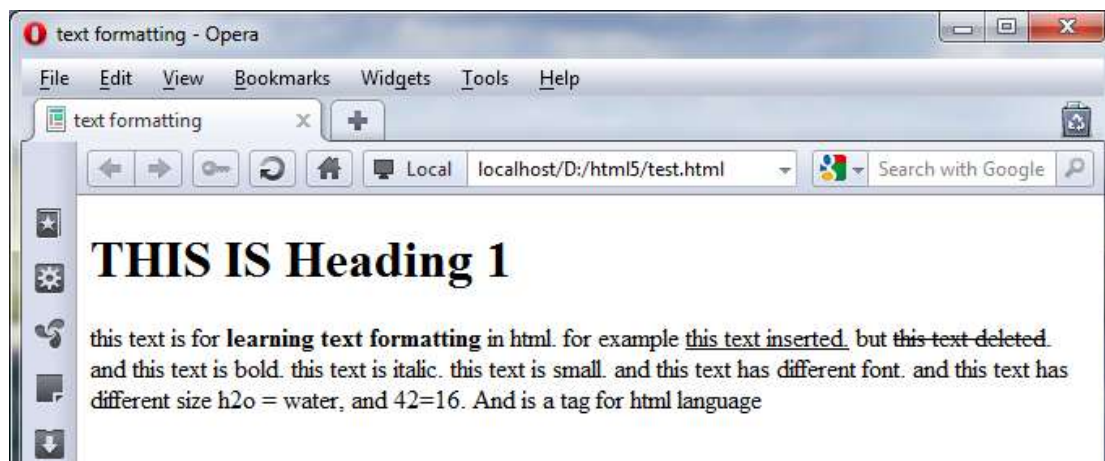 text formatting - Opera
File Edit View Bookmarks Widgets Tools Help
text formatting
Local localhost/D:/html5/test.html Search with Google
THIS IS Heading 1
this text is for learning text formatting in html. for example this text inserted. but this text deleted.
and this text is bold. this text is italic. this text is small. and this text has different font. and this text has
different size h2o = water, and 42=16. And is a tag for html language